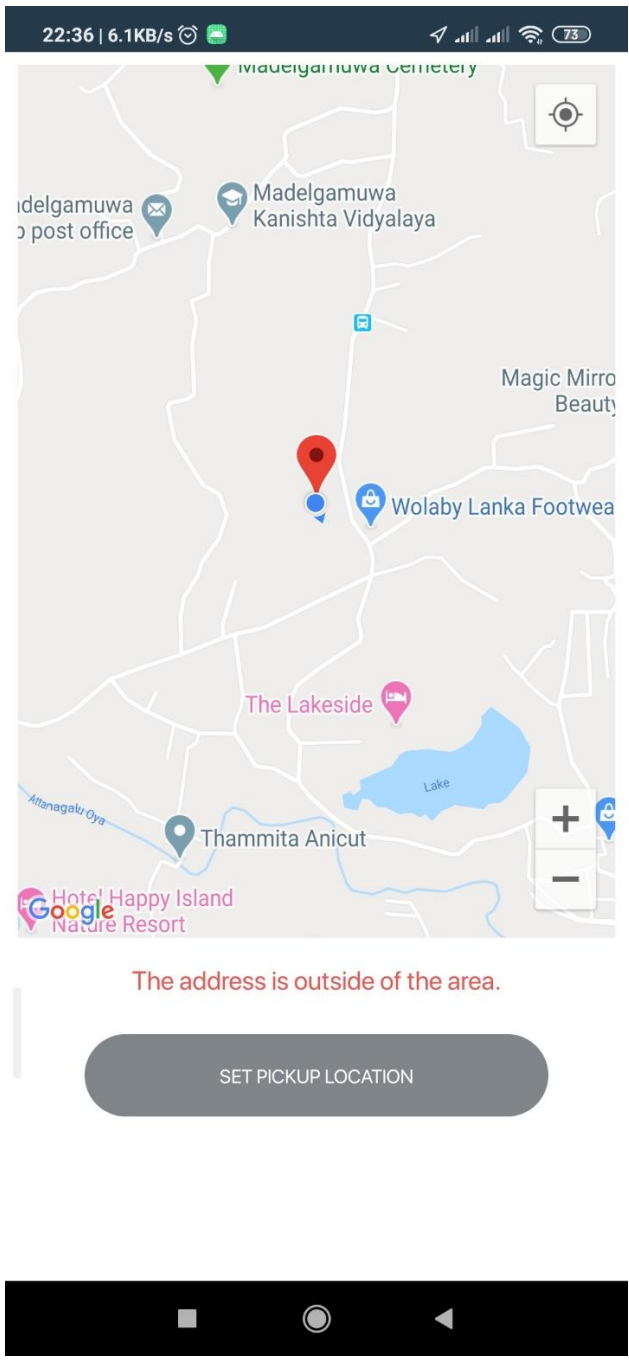 22:36 | 6.1KB/s
73
Madelgamuwa Cemetery
Madelgamuwa
Kanishta Vidyalaya
delgamuwa
post office
Magic Mirro
Beauty
Wolaby Lanka Footwea
The Lakeside
Lake
Attanagalu Oya
Thammita Anicut
Hotel Happy Island
Nature Resort
Google
The address is outside of the area.
SET PICKUP LOCATION